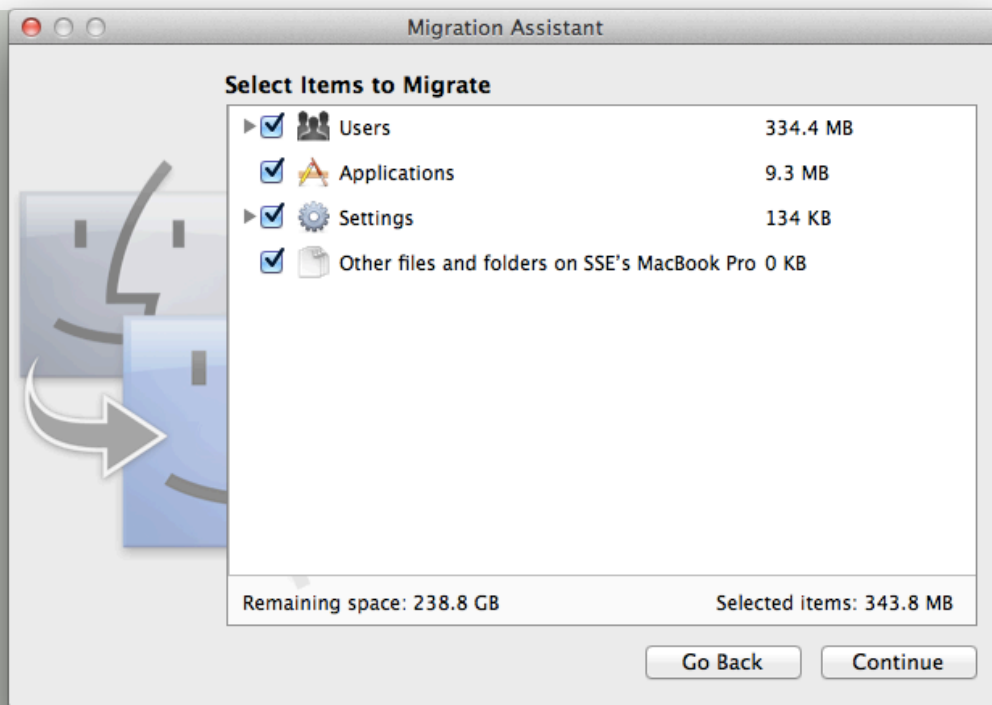 Migration Assistant
Select Items to Migrate
Users 334.4 MB
Applications 9.3 MB
Settings 134 KB
Other files and folders on SSE’s MacBook Pro 0 KB
Remaining space: 238.8 GB Selected items: 343.8 MB
Go Back Continue